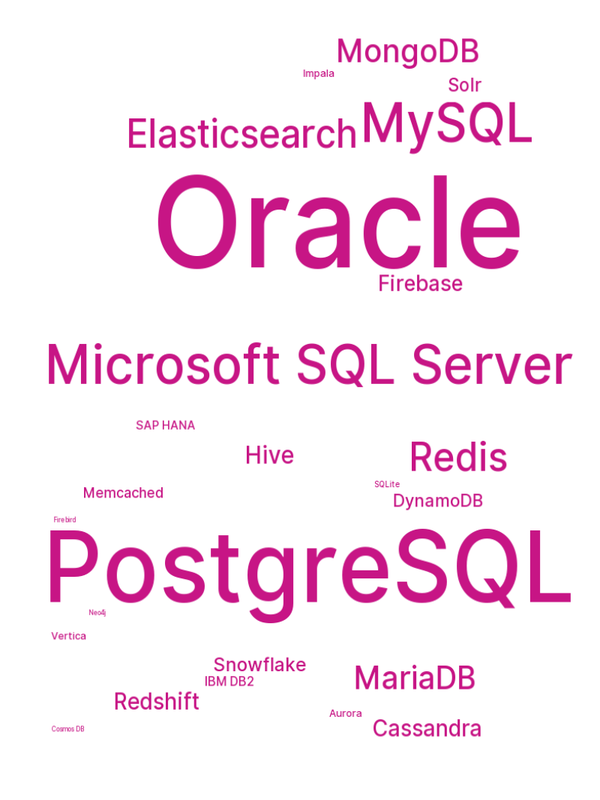 MongoDB
Impala
Solr
Elasticsearch MySQL
Oracle
Firebase
Microsoft SQL Server
SAP HANA
Hive
Redis
SQLite
Memcached
DynamoDB
Firebird
PostgreSQL
Neo4j
Vertica
Snowflake
IBM DB2
MariaDB
Redshift
Aurora
Cassandra
Cosmos DB